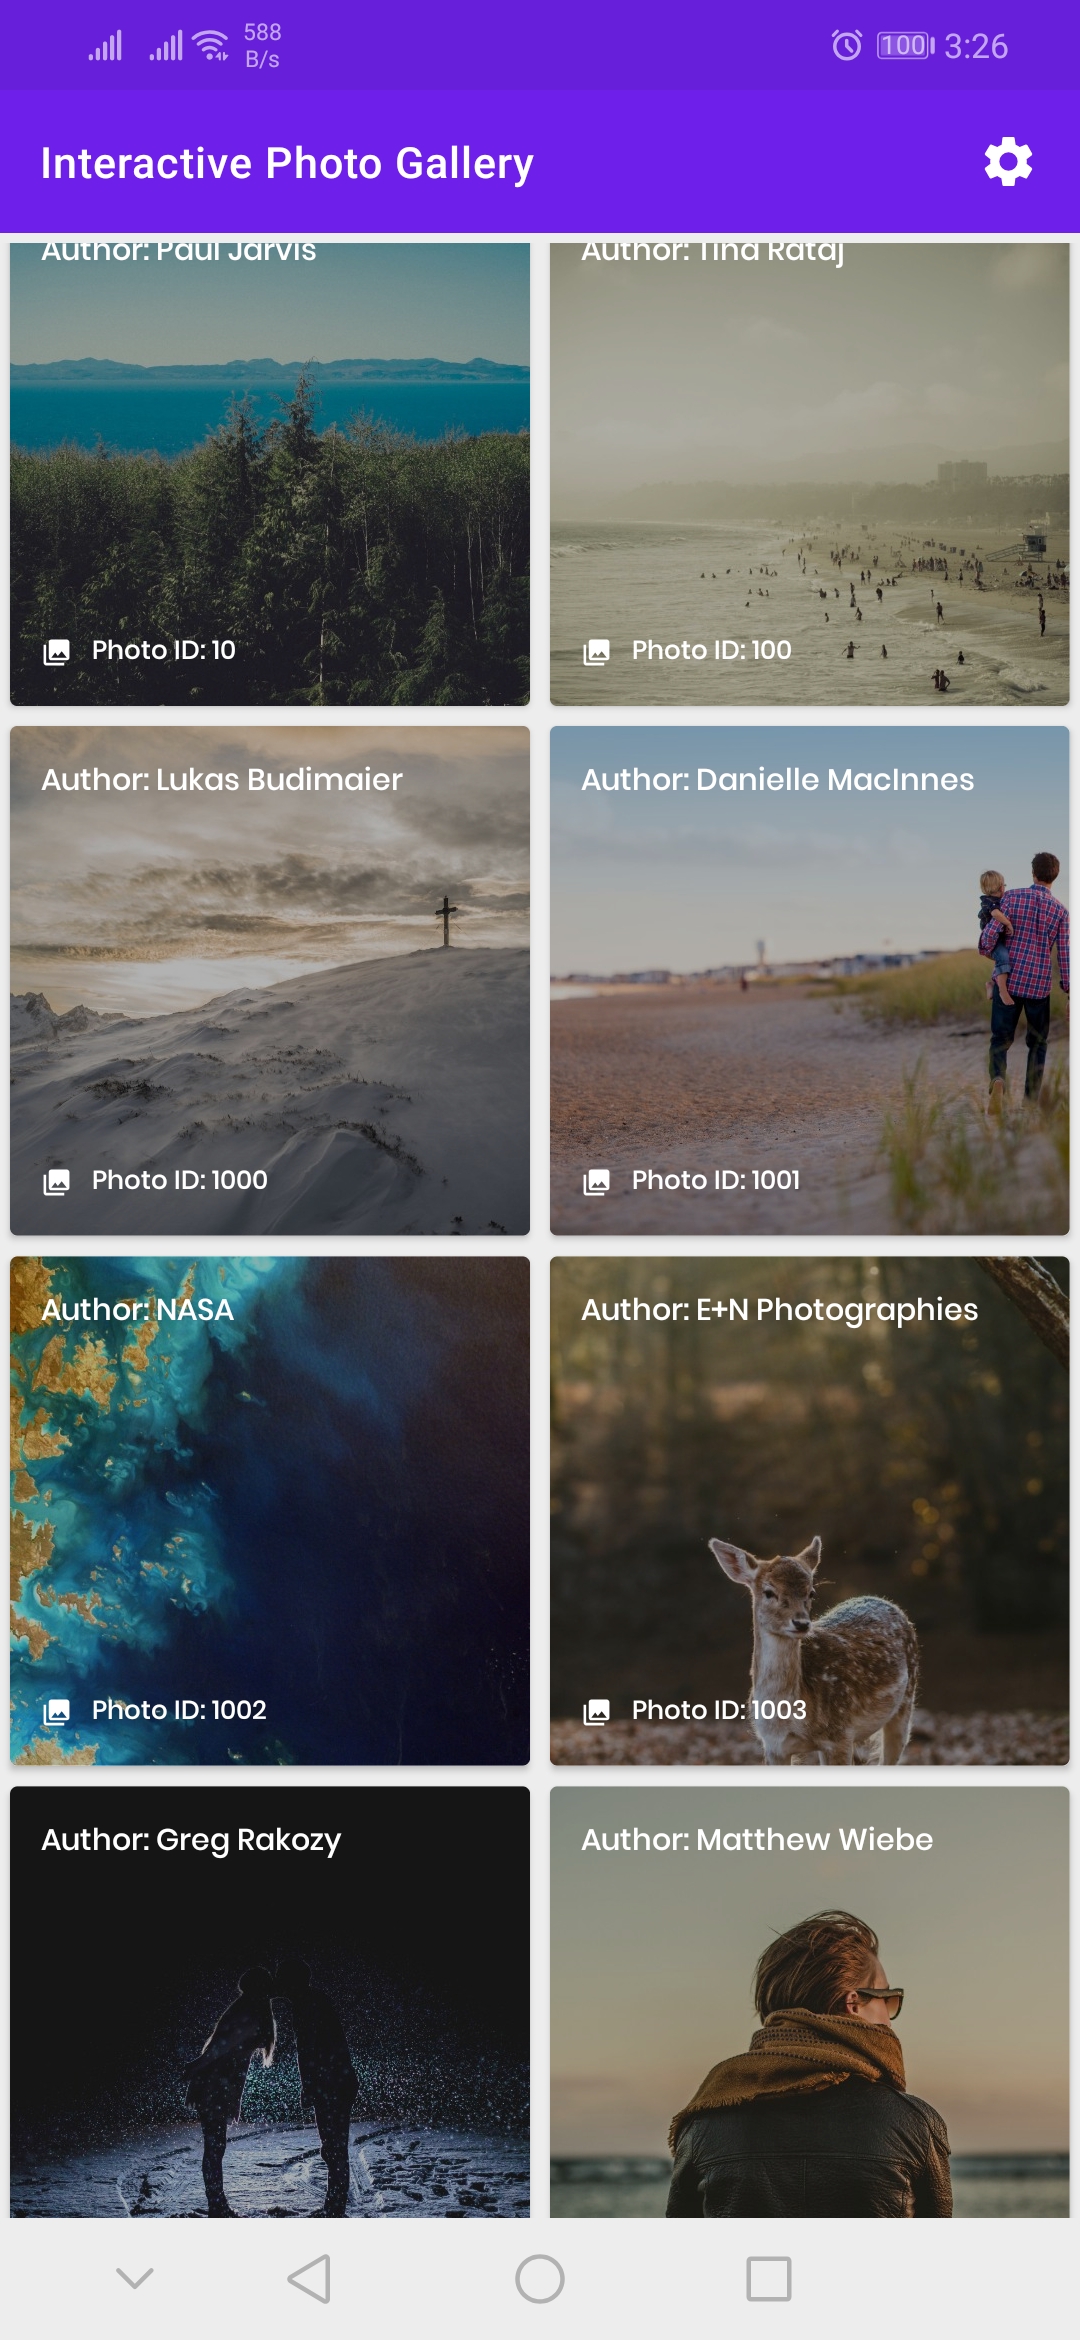 588
B/s
100 3:26
Interactive Photo Gallery
Author: Paul Jarvis
Author: Tina Rataj
Photo ID: 10
Photo ID: 100
Author: Lukas Budimaier
Author: Danielle MacInnes
Photo ID: 1000
Photo ID: 1001
Author: NASA
Author: E+N Photographies
Photo ID: 1002
Photo ID: 1003
Author: Greg Rakozy
Author: Matthew Wiebe